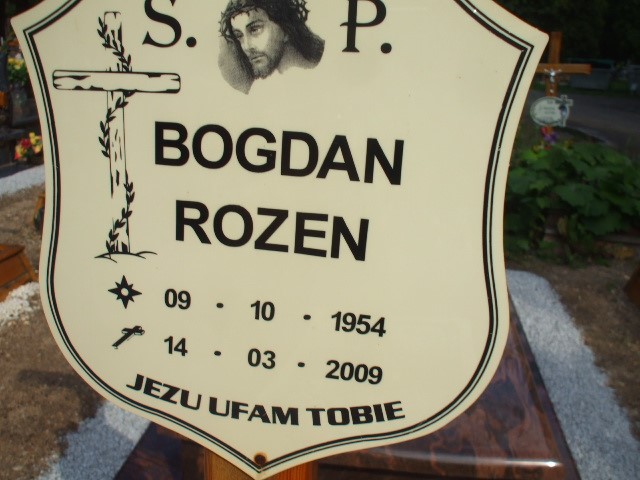 S. P.
BOGDAN
ROZEN
09 · 10 · 1954
14 · 03 · 2009
JEZU UFAM TOBIE